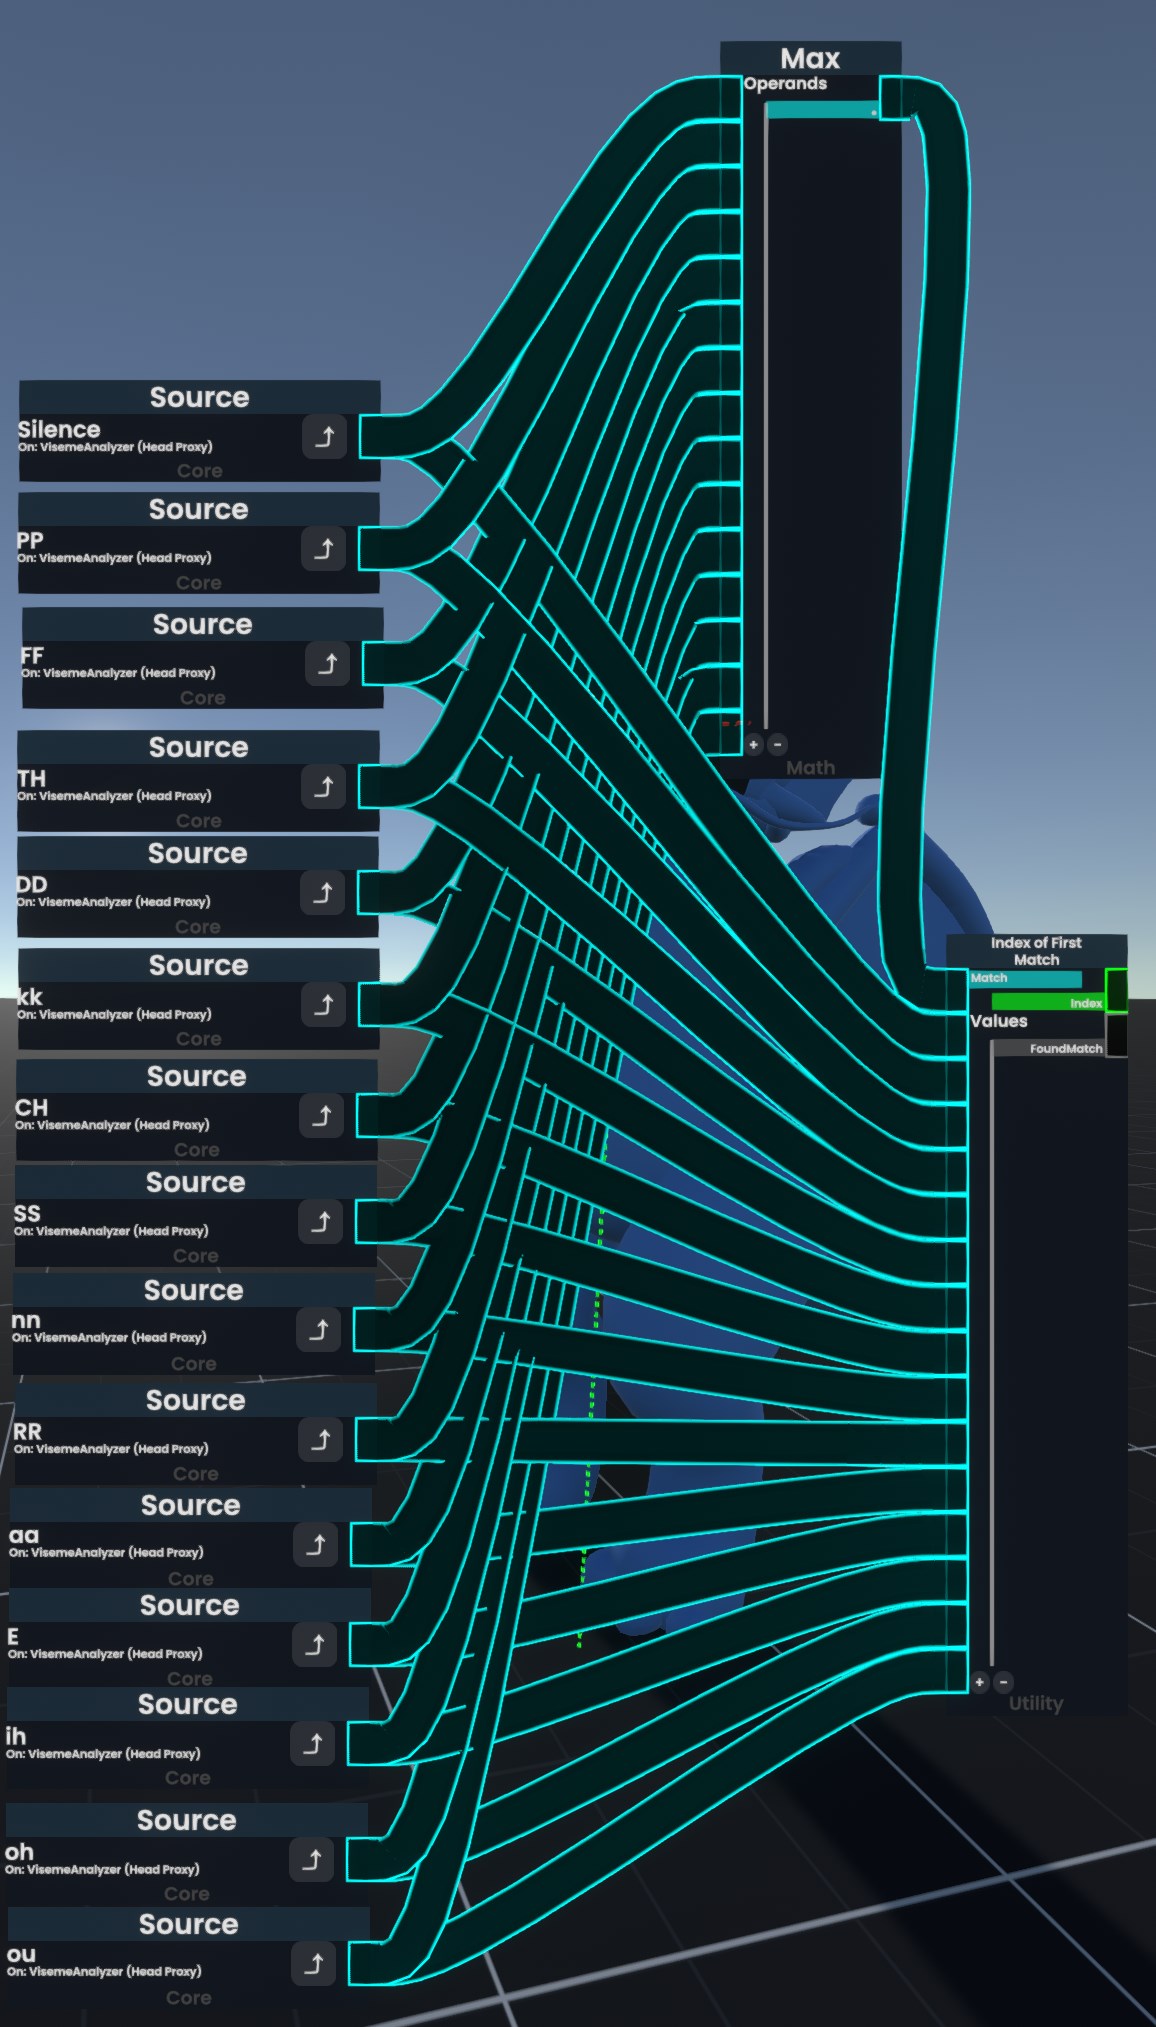 Max
Operands
+ -
Math
Source
Silence
On: VisemeAnalyzer (Head Proxy)
Core
Source
PP
On: VisemeAnalyzer (Head Proxy)
Core
Source
FF
On: VisemeAnalyzer (Head Proxy)
Core
Source
TH
On: VisemeAnalyzer (Head Proxy)
Core
Source
DD
On: VisemeAnalyzer (Head Proxy)
Core
Source
kk
On: VisemeAnalyzer (Head Proxy)
Core
Source
CH
On: VisemeAnalyzer (Head Proxy)
Core
Source
SS
On: VisemeAnalyzer (Head Proxy)
Core
Source
nn
On: VisemeAnalyzer (Head Proxy)
Core
Source
RR
On: VisemeAnalyzer (Head Proxy)
Core
Source
aa
On: VisemeAnalyzer (Head Proxy)
Core
Source
E
On: VisemeAnalyzer (Head Proxy)
Core
Source
ih
On: VisemeAnalyzer (Head Proxy)
Core
Source
oh
On: VisemeAnalyzer (Head Proxy)
Core
Source
ou
On: VisemeAnalyzer (Head Proxy)
Core
Index of First
Match
Match
Index
Values
FoundMatch
+ -
Utility